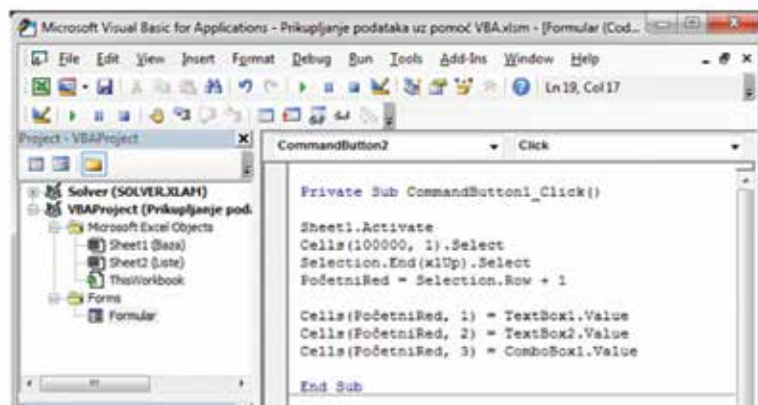 Microsoft Visual Basic for Applications - Prikupljanje podataka uz pomoć VBA.xlsm - [Formular (Cod...
File Edit View Insert Format Debug Run Tools Add-Ins Window Help
Ln 19, Col 17
Project - VBAProject
CommandButton2 Click
Solver (SOLVER.XLAM)
VBAProject (Prikupljanje pod
Microsoft Excel Objects
Sheet1 (Baza)
Sheet2 (Liste)
ThisWorkbook
Forms
Formular
Private Sub CommandButton1_Click()
Sheet1.Activate
Cells(100000, 1).Select
Selection.End(xlUp).Select
PočetniRed = Selection.Row + 1
Cells(PočetniRed, 1) = TextBox1.Value
Cells(PočetniRed, 2) = TextBox2.Value
Cells(PočetniRed, 3) = ComboBox1.Value
End Sub